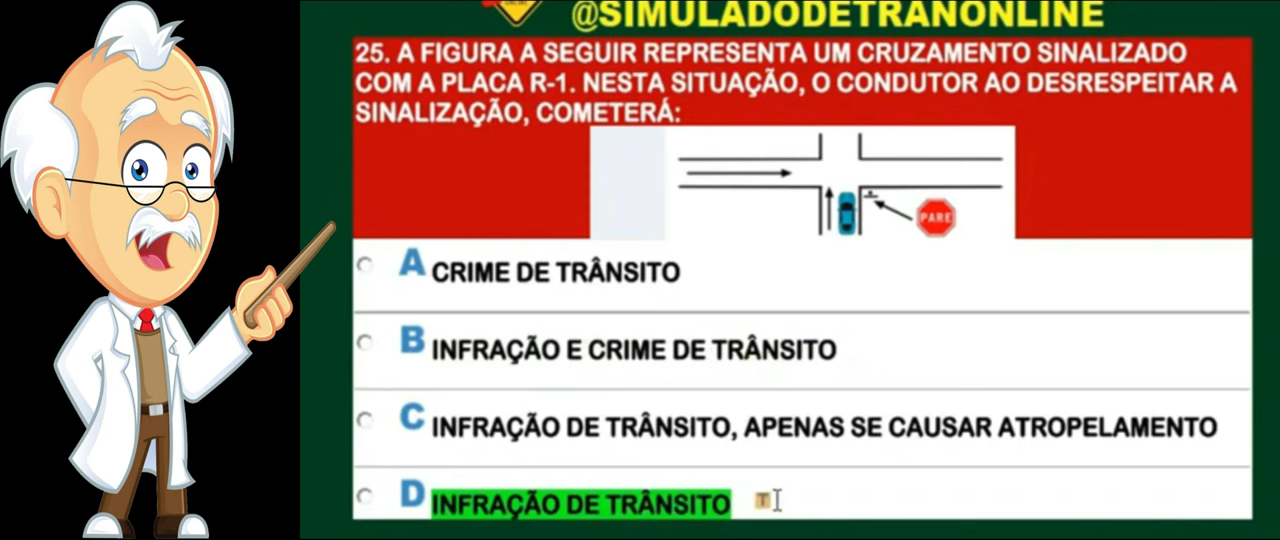 @SIMULADODETRANONLINE
25. A FIGURA A SEGUIR REPRESENTA UM CRUZAMENTO SINALIZADO
COM A PLACA R-1. NESTA SITUAÇÃO, O CONDUTOR AO DESRESPEITAR A
SINALIZAÇÃO, COMETERÁ:
PARE
A CRIME DE TRÂNSITO
B INFRAÇÃO E CRIME DE TRÂNSITO
C INFRAÇÃO DE TRÂNSITO, APENAS SE CAUSAR ATROPELAMENTO
D INFRAÇÃO DE TRÂNSITO
T